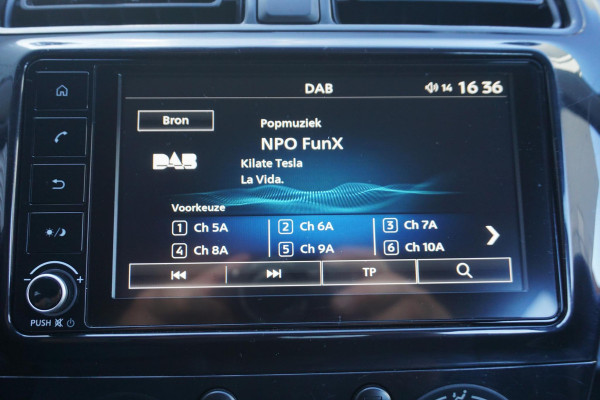 DAB
14 16 36
Bron
Popmuziek
NPO FunX
DAB
Kilate Tesla
La Vida.
Voorkeuze
1 Ch 5A 2 Ch 6A 3 Ch 7A
4 Ch 8A 5 Ch 9A 6 Ch 10A
TP
- +
PUSH